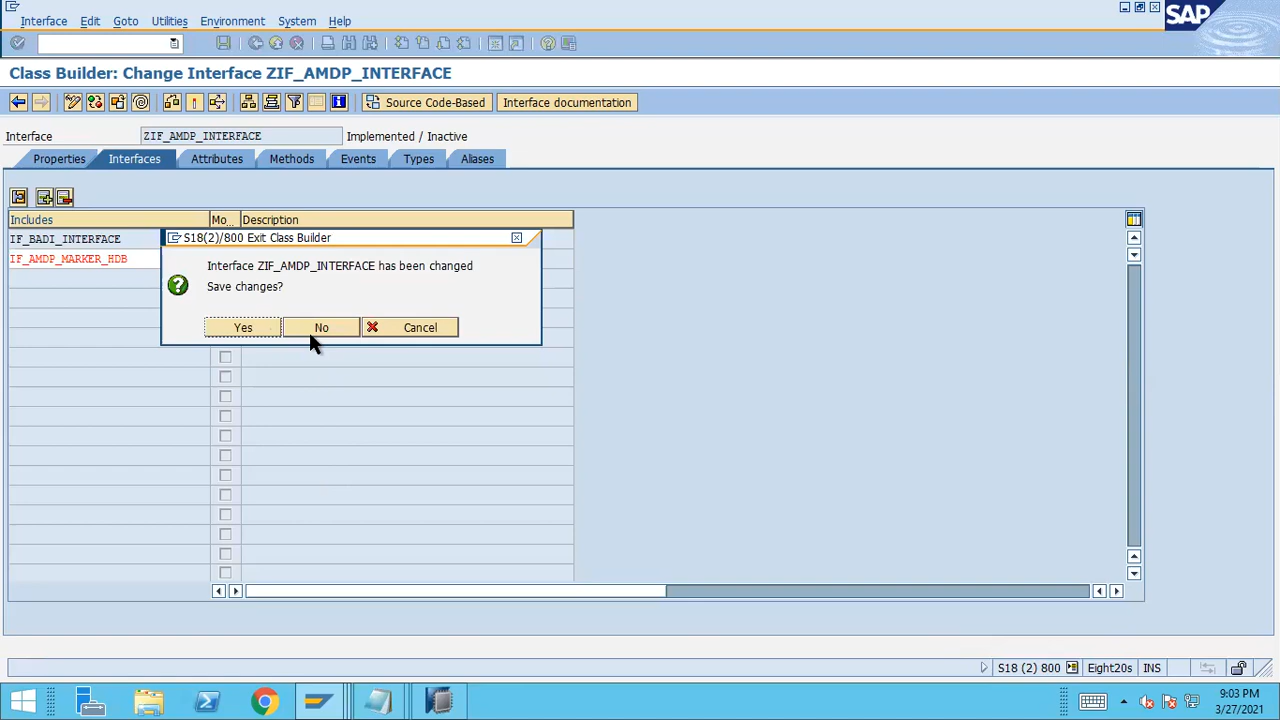 Interface Edit Goto Utilities Environment System Help
SAP
Class Builder: Change Interface ZIF_AMDP_INTERFACE
Source Code-Based Interface documentation
Interface ZIF_AMDP_INTERFACE Implemented / Inactive
Properties Interfaces Attributes Methods Events Types Aliases
Includes Mo... Description
IF_BADI_INTERFACE
IF_AMDP_MARKER_HDB
S18(2)/800 Exit Class Builder
Interface ZIF_AMDP_INTERFACE has been changed
Save changes?
Yes No Cancel
S18 (2) 800 Eight20s INS
9:03 PM
3/27/2021